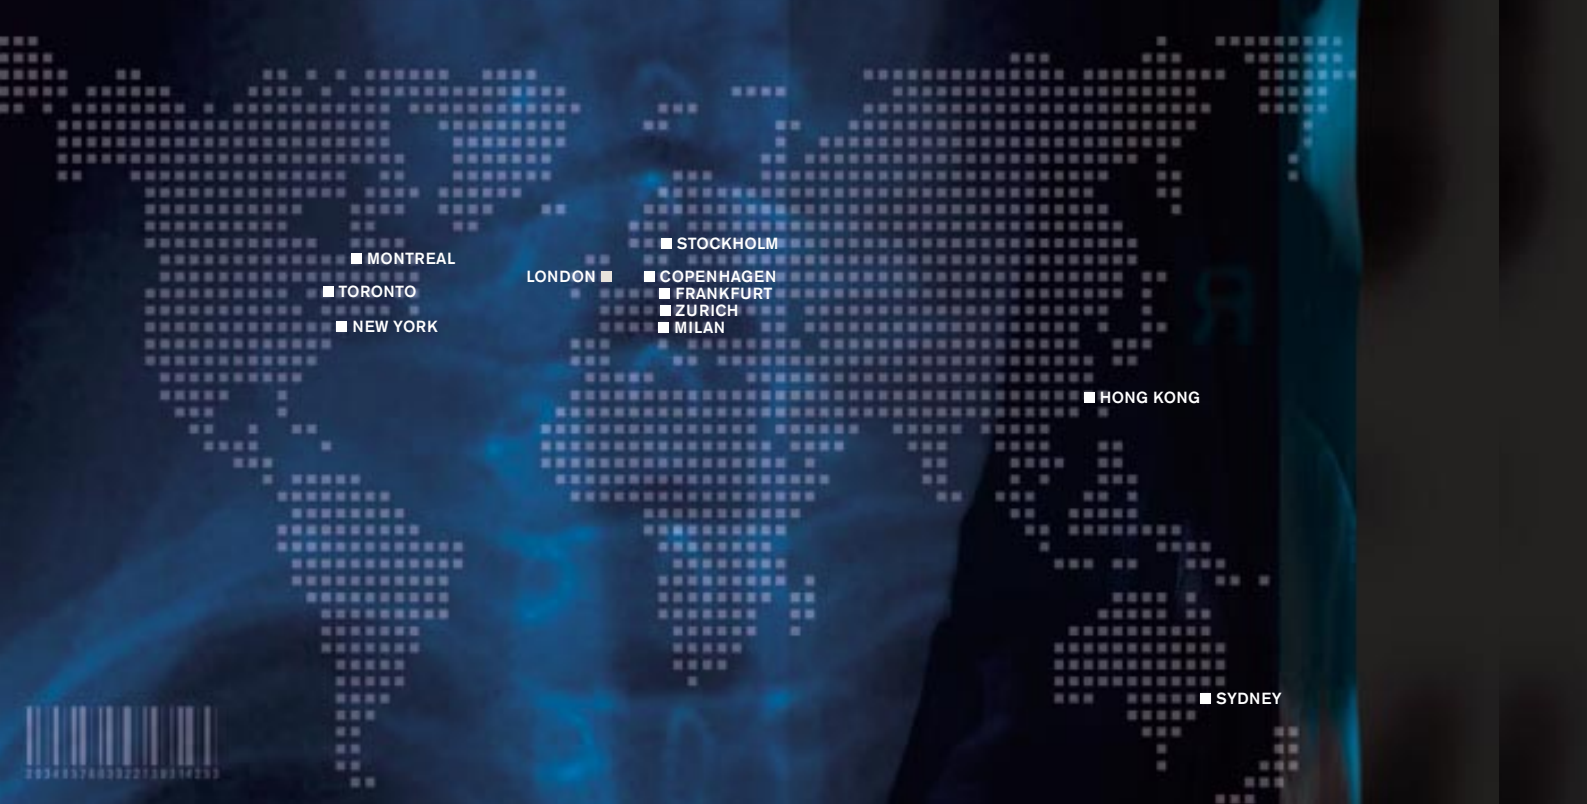 STOCKHOLM
MONTREAL
LONDON
COPENHAGEN
TORONTO
FRANKFURT
ZURICH
NEW YORK
MILAN
HONG KONG
SYDNEY
R